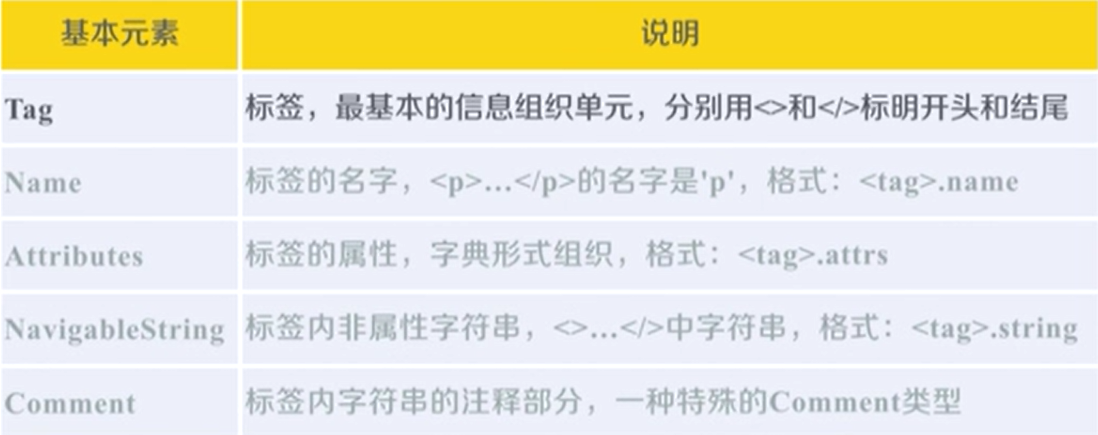 基本元素 说明
Tag 标签，最基本的信息组织单元，分别用<>和</>标明开头和结尾
Name 标签的名字，<p>…</p>的名字是'p'，格式：<tag>.name
Attributes 标签的属性，字典形式组织，格式：<tag>.attrs
NavigableString 标签内非属性字符串，<>…</>中字符串，格式：<tag>.string
Comment 标签内字符串的注释部分，一种特殊的Comment类型